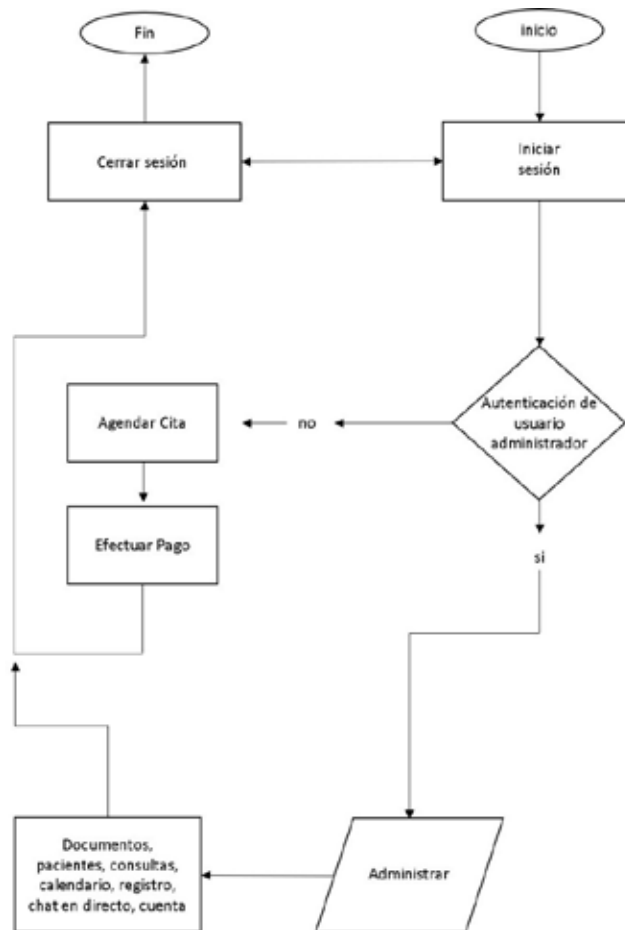 Fin
Inicio
Cerrar sesión
Iniciar
sesión
Autenticación de
usuario
administrador
Agendar Cita
no
Efectuar Pago
si
Documentos,
pacientes, consultas,
calendario, registro,
chat en directo, cuenta
Administrar